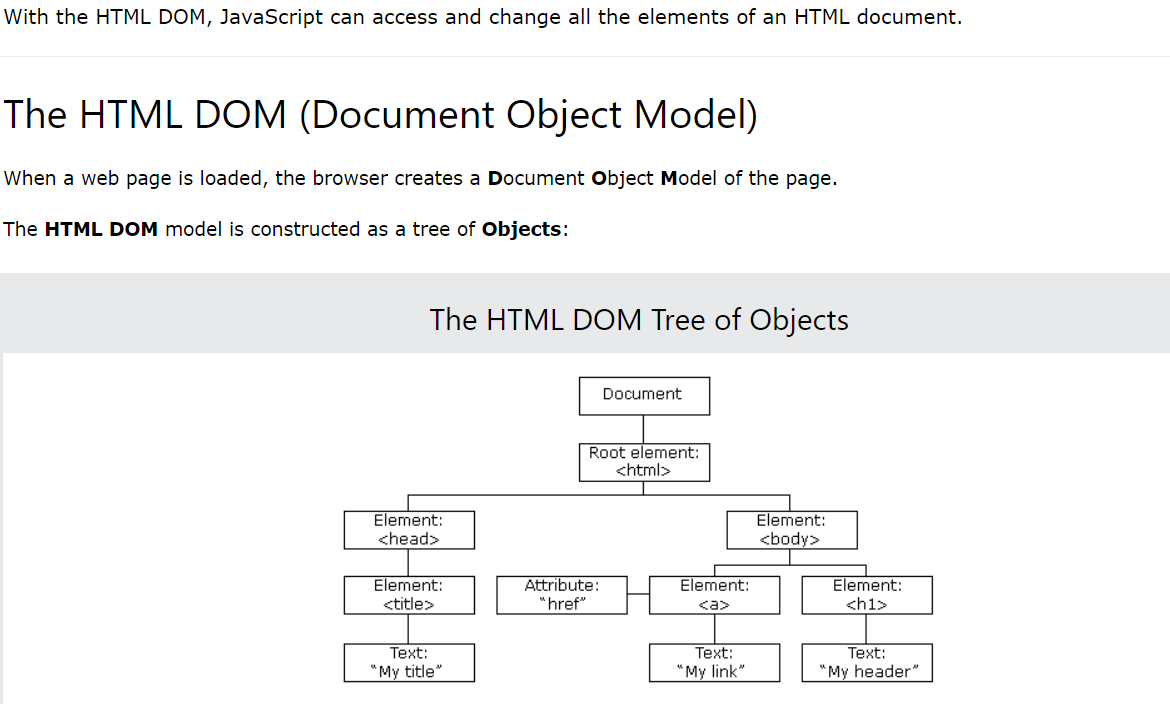 With the HTML DOM, JavaScript can access and change all the elements of an HTML document.
The HTML DOM (Document Object Model)
When a web page is loaded, the browser creates a Document Object Model of the page.
The HTML DOM model is constructed as a tree of Objects:
The HTML DOM Tree of Objects
Document
Root element:
<html>
Element:
<head>
Element:
<body>
Element:
<title>
Attribute:
"href"
Element:
<a>
Element:
<h1>
Text:
"My title"
Text:
"My link"
Text:
"My header"